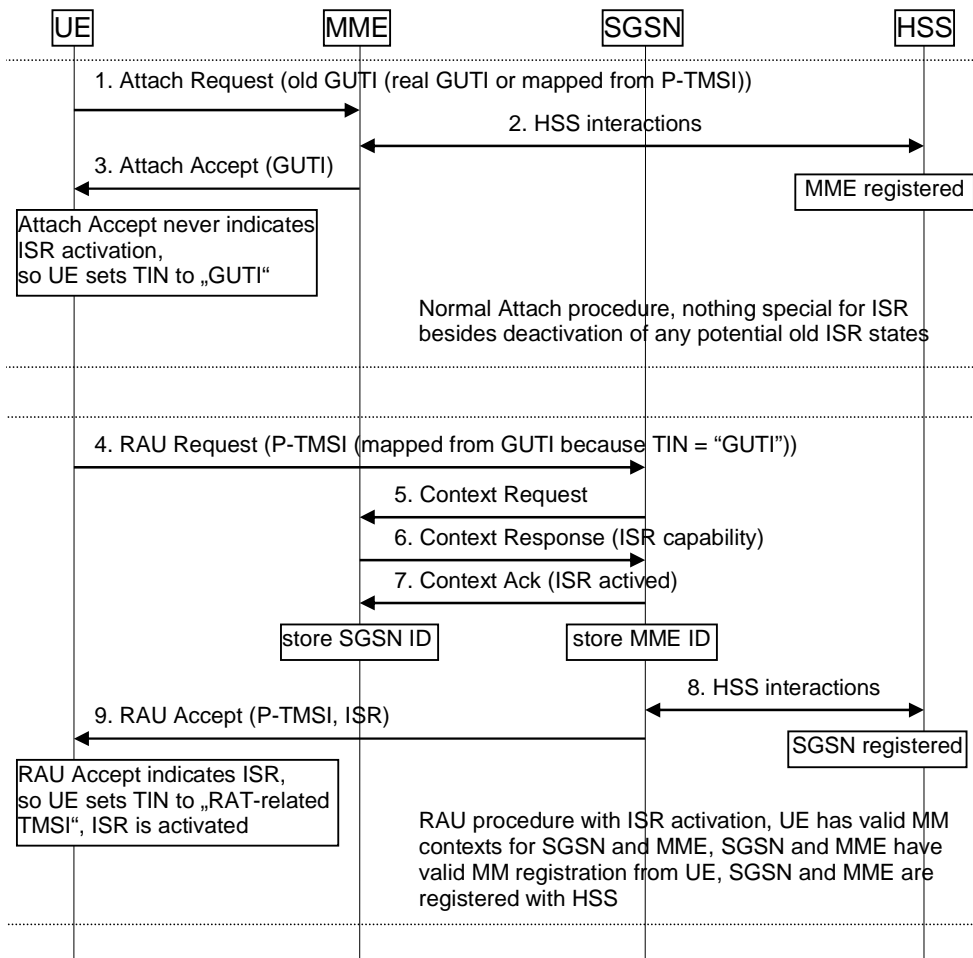 UE MME SGSN HSS
1. Attach Request (old GUTI (real GUTI or mapped from P-TMSI))
2. HSS interactions
3. Attach Accept (GUTI)
MME registered
Attach Accept never indicates
ISR activation,
so UE sets TIN to „GUTI“
Normal Attach procedure, nothing special for ISR
besides deactivation of any potential old ISR states
4. RAU Request (P-TMSI (mapped from GUTI because TIN = “GUTI”))
5. Context Request
6. Context Response (ISR capability)
7. Context Ack (ISR actived)
store SGSN ID
store MME ID
8. HSS interactions
9. RAU Accept (P-TMSI, ISR)
SGSN registered
RAU Accept indicates ISR,
so UE sets TIN to „RAT-related
TMSI“, ISR is activated
RAU procedure with ISR activation, UE has valid MM
contexts for SGSN and MME, SGSN and MME have
valid MM registration from UE, SGSN and MME are
registered with HSS